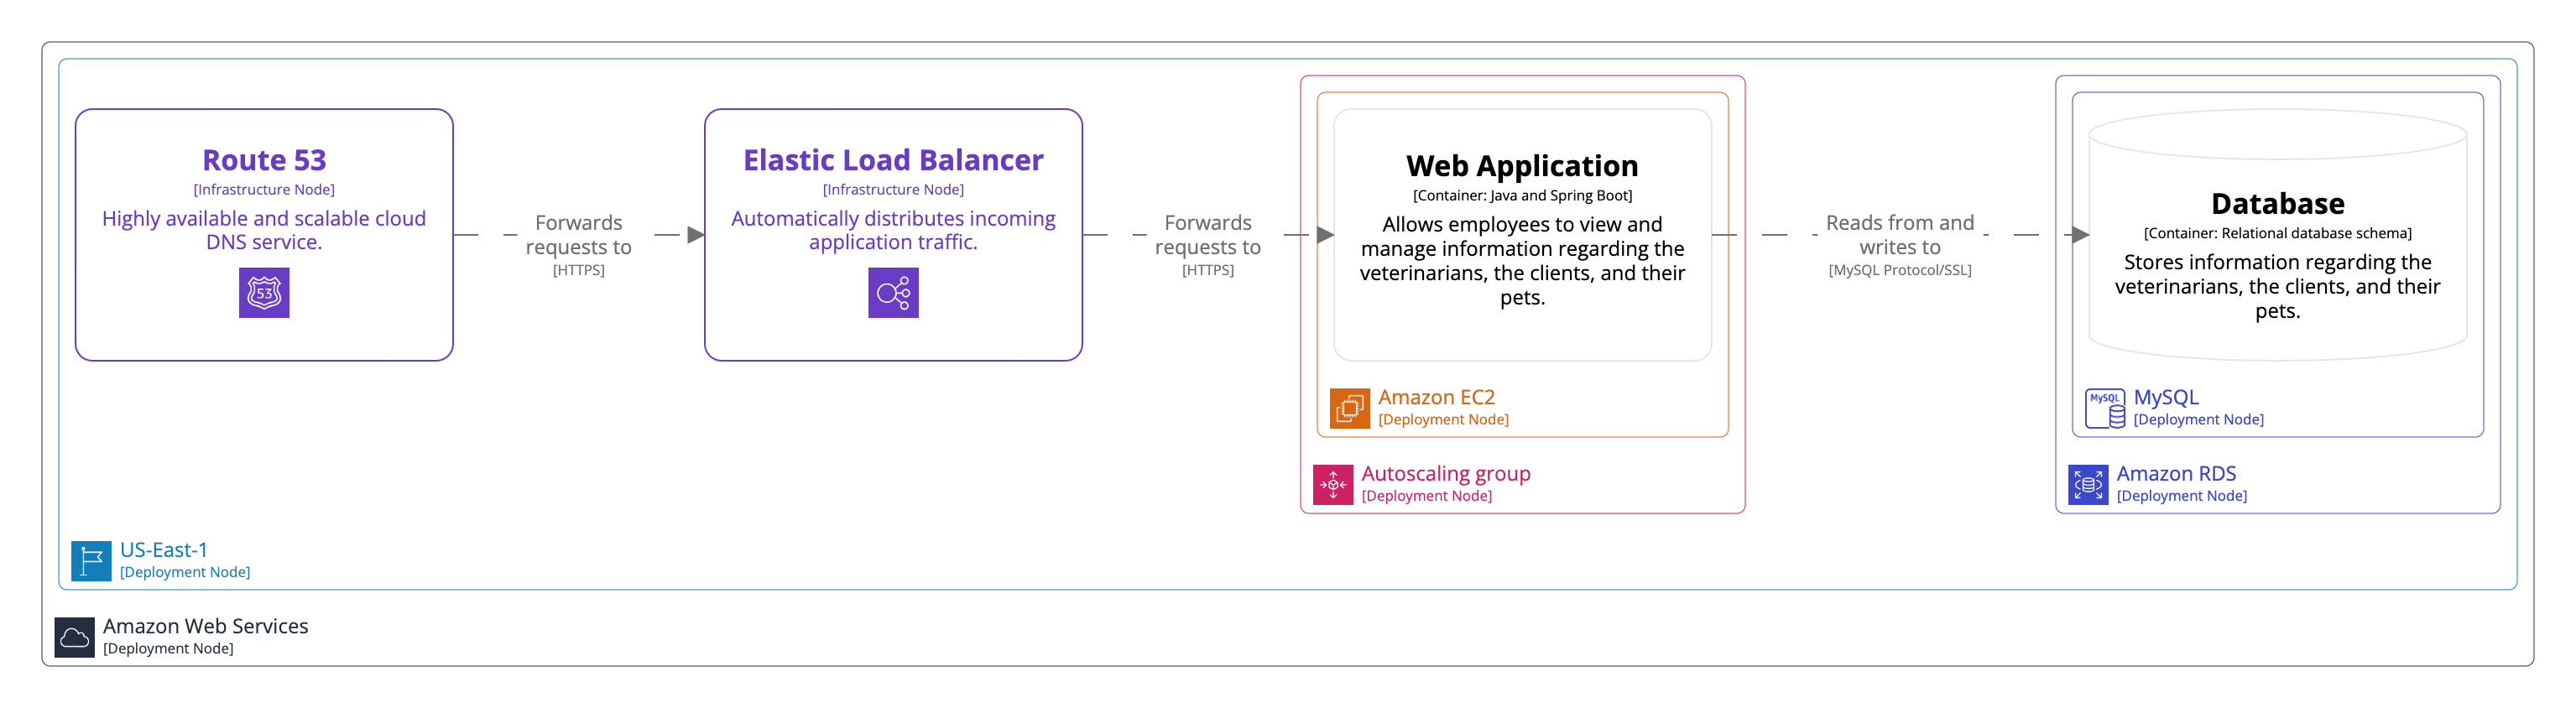 Route 53
[Infrastructure Node]
Highly available and scalable cloud
DNS service.
53
Forwards
requests to
[HTTPS]
Elastic Load Balancer
[Infrastructure Node]
Automatically distributes incoming
application traffic.
Forwards
requests to
[HTTPS]
Web Application
[Container: Java and Spring Boot]
Allows employees to view and
manage information regarding the
veterinarians, the clients, and their
pets.
Amazon EC2
[Deployment Node]
Autoscaling group
[Deployment Node]
Reads from and
writes to
[MySQL Protocol/SSL]
Database
[Container: Relational database schema]
Stores information regarding the
veterinarians, the clients, and their
pets.
MySQL
MySQL
[Deployment Node]
Amazon RDS
[Deployment Node]
US-East-1
[Deployment Node]
Amazon Web Services
[Deployment Node]